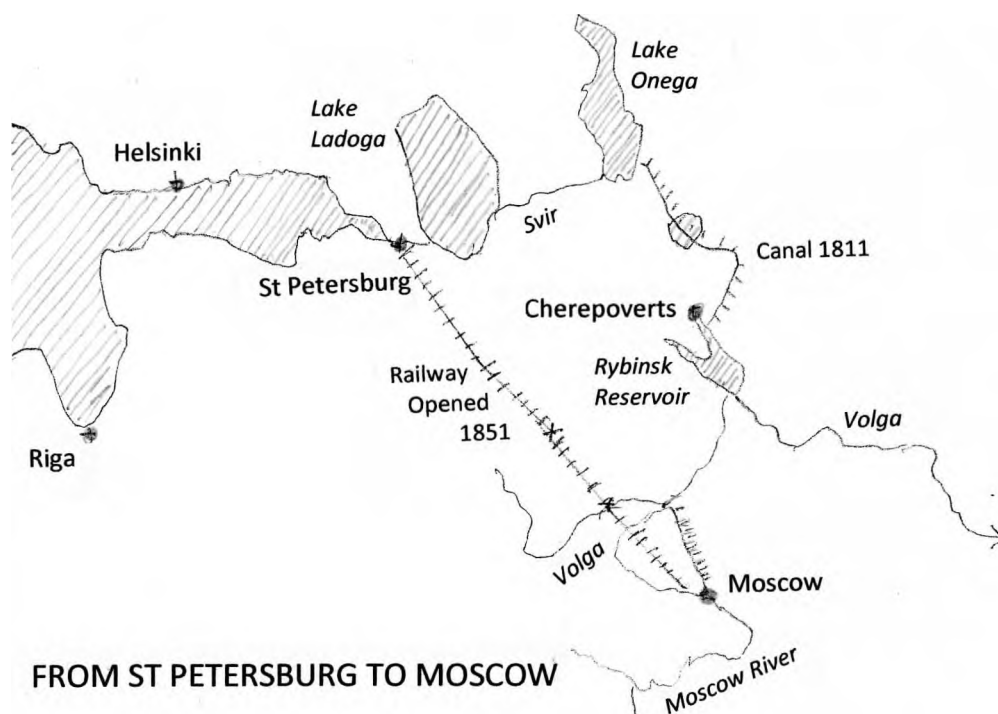 Lake
Onega
Lake
Ladoga
Helsinki
Svir
Canal 1811
St Petersburg
Cherepoverts
Railway
Opened
1851
Rybinsk
Reservoir
Volga
Riga
Volga
Moscow
FROM ST PETERSBURG TO MOSCOW
Moscow River